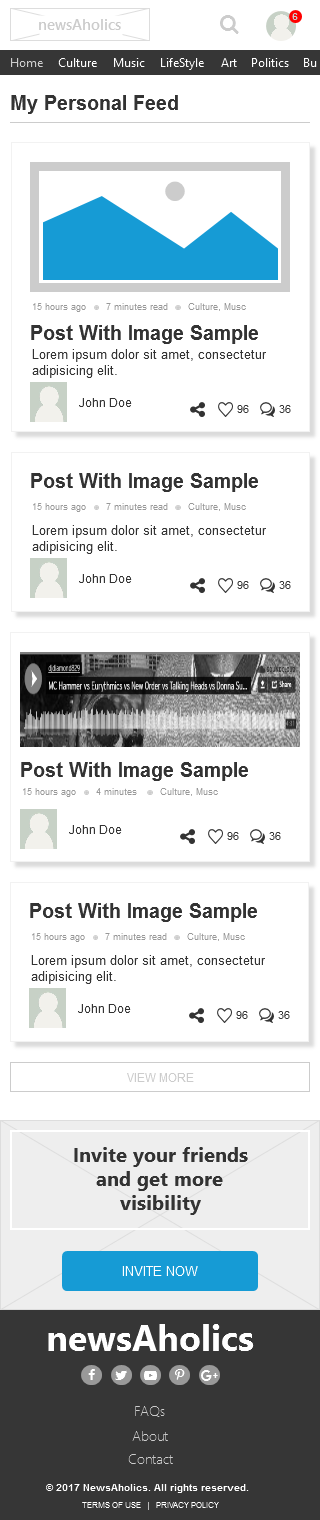 newsAholics
6
Home Culture Music LifeStyle Art Politics Bu
My Personal Feed
15 hours ago 7 minutes read Culture, Musc
Post With Image Sample
Lorem ipsum dolor sit amet, consectetur
adipisicing elit.
John Doe 96 36
Post With Image Sample
15 hours ago 7 minutes read Culture, Musc
Lorem ipsum dolor sit amet, consectetur
adipisicing elit.
John Doe 96 36
djdiamond829
MC Hammer vs Eurythmics vs New Order vs Talking Heads vs Donna Su... Share
Post With Image Sample
15 hours ago 4 minutes Culture, Musc
John Doe 96 36
Post With Image Sample
15 hours ago 7 minutes read Culture, Musc
Lorem ipsum dolor sit amet, consectetur
adipisicing elit.
John Doe 96 36
VIEW MORE
Invite your friends
and get more
visibility
INVITE NOW
newsAholics
FAQs
About
Contact
© 2017 NewsAholics. All rights reserved.
TERMS OF USE | PRIVACY POLICY